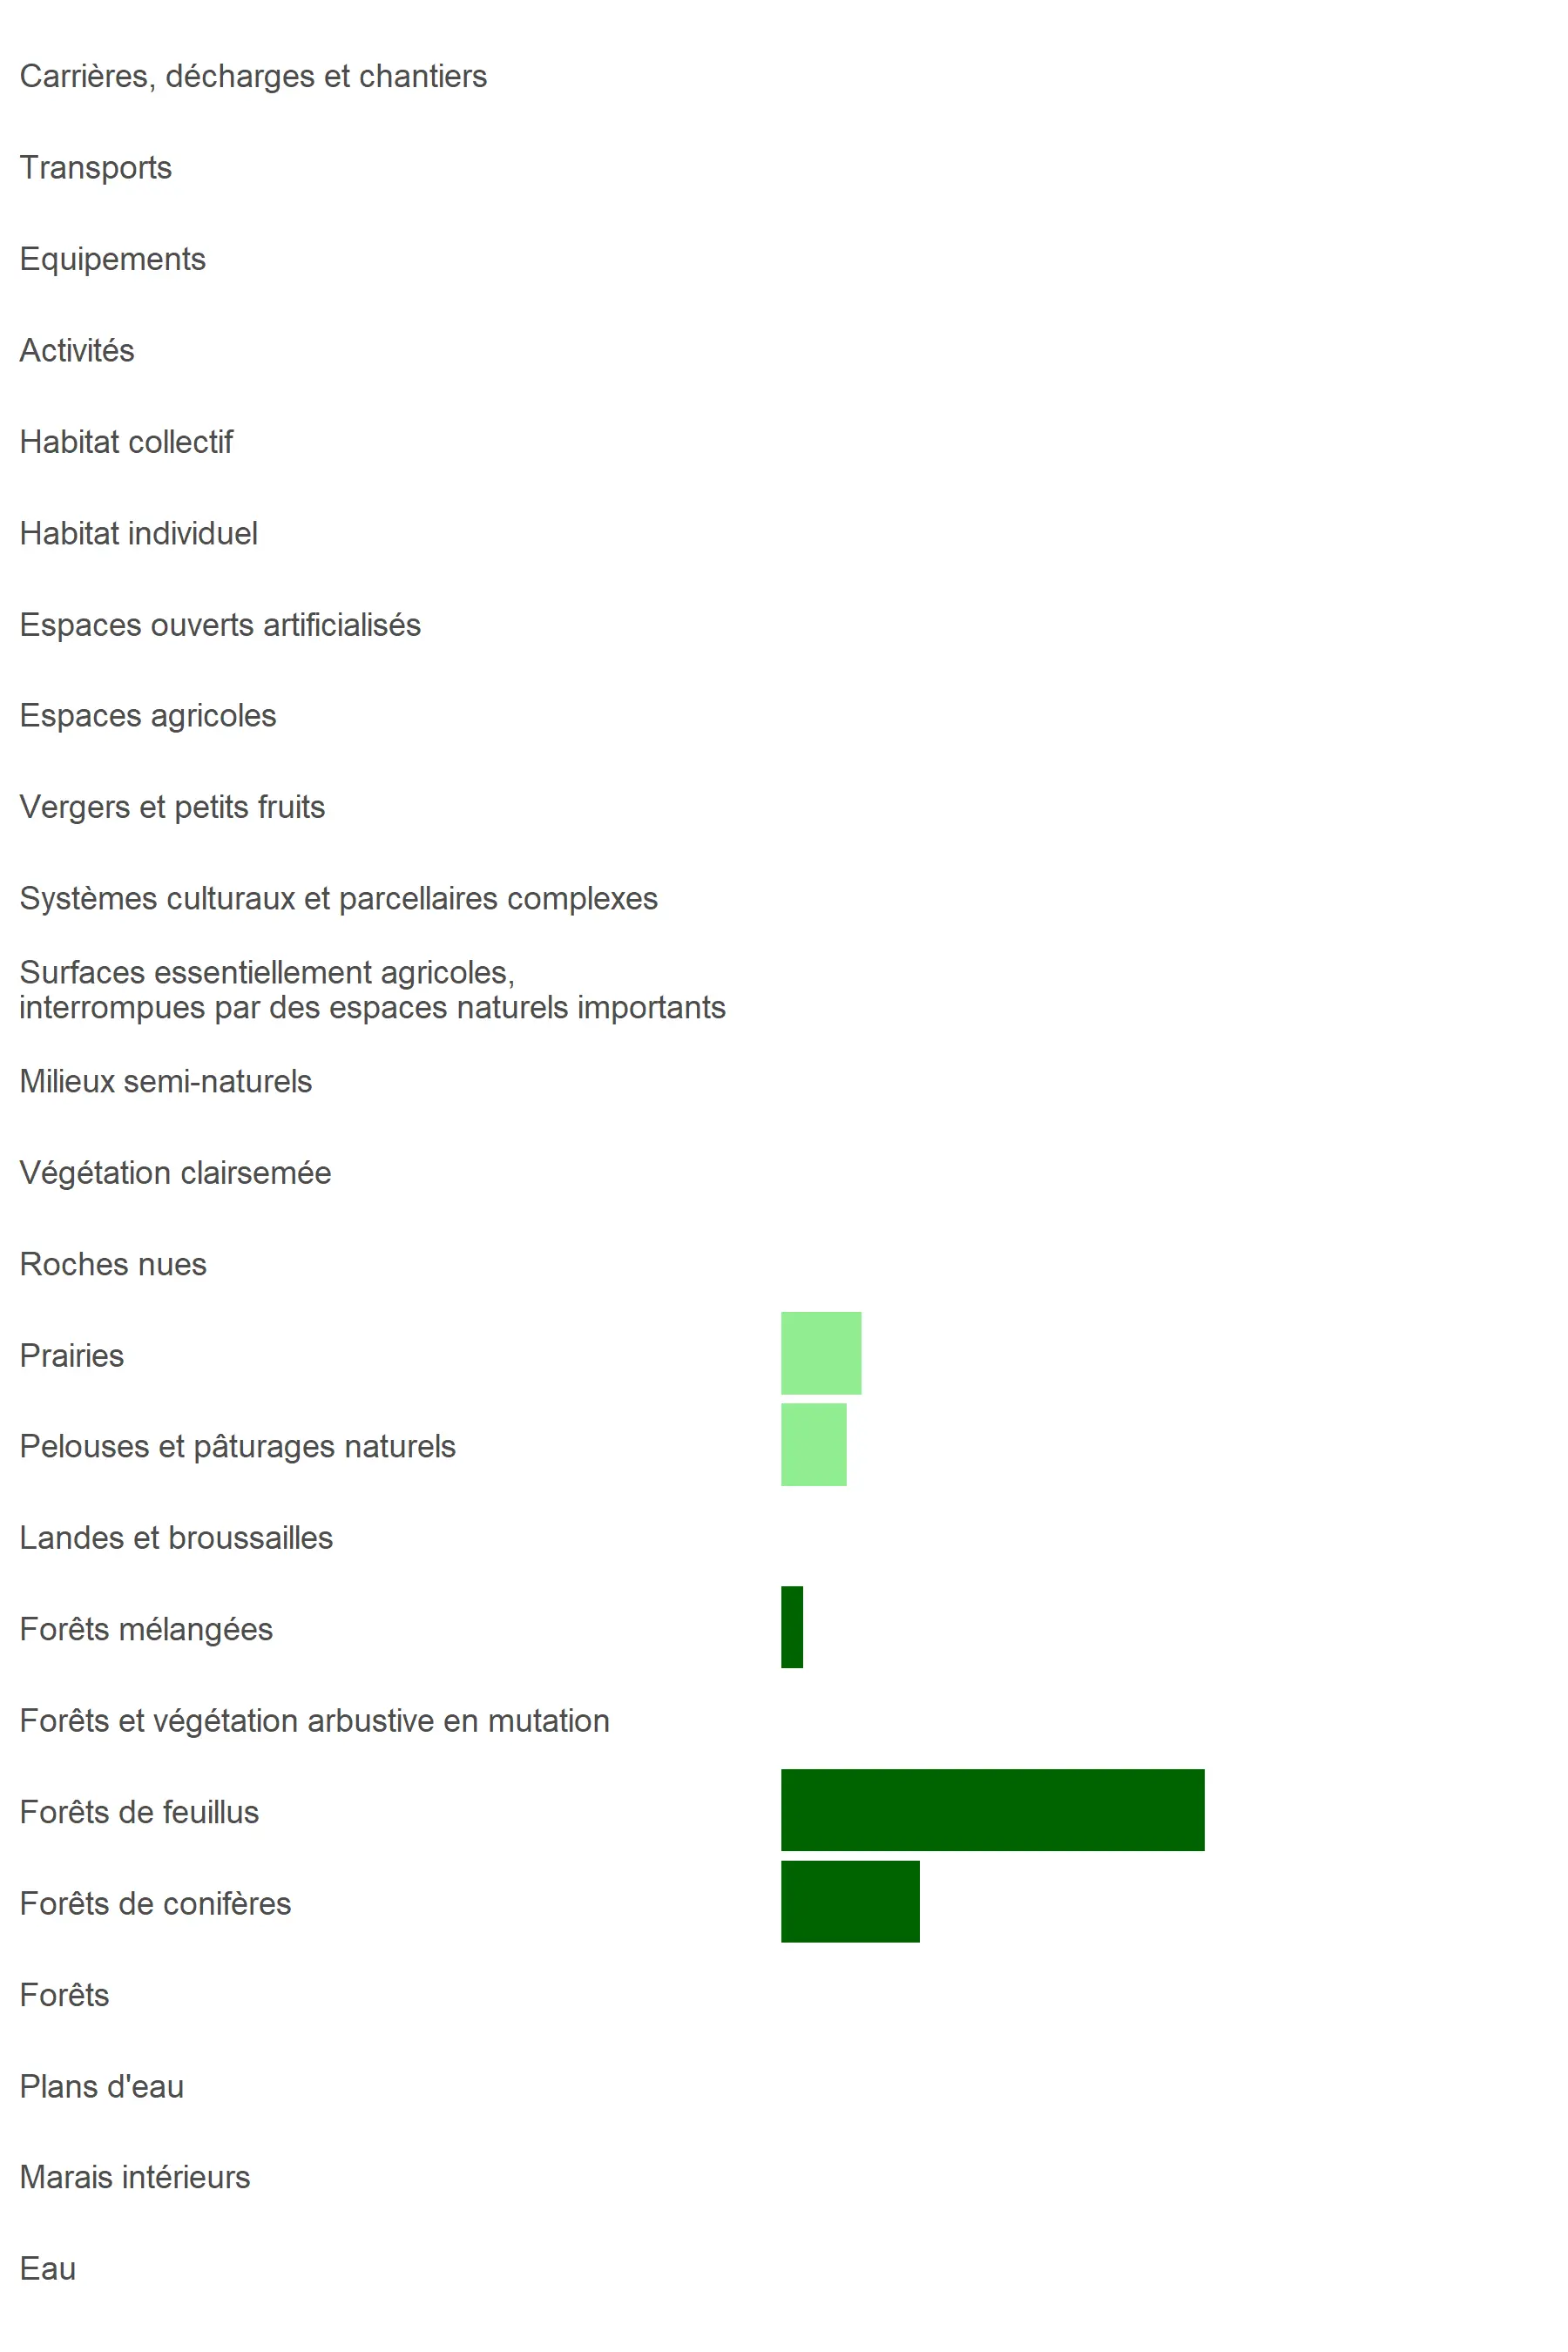 Carrières, décharges et chantiers
Transports
Equipements
Activités
Habitat collectif
Habitat individuel
Espaces ouverts artificialisés
Espaces agricoles
Vergers et petits fruits
Systèmes culturaux et parcellaires complexes
Surfaces essentiellement agricoles,
interrompues par des espaces naturels importants
Milieux semi-naturels
Végétation clairsemée
Roches nues
Prairies
Pelouses et pâturages naturels
Landes et broussailles
Forêts mélangées
Forêts et végétation arbustive en mutation
Forêts de feuillus
Forêts de conifères
Forêts
Plans d'eau
Marais intérieurs
Eau